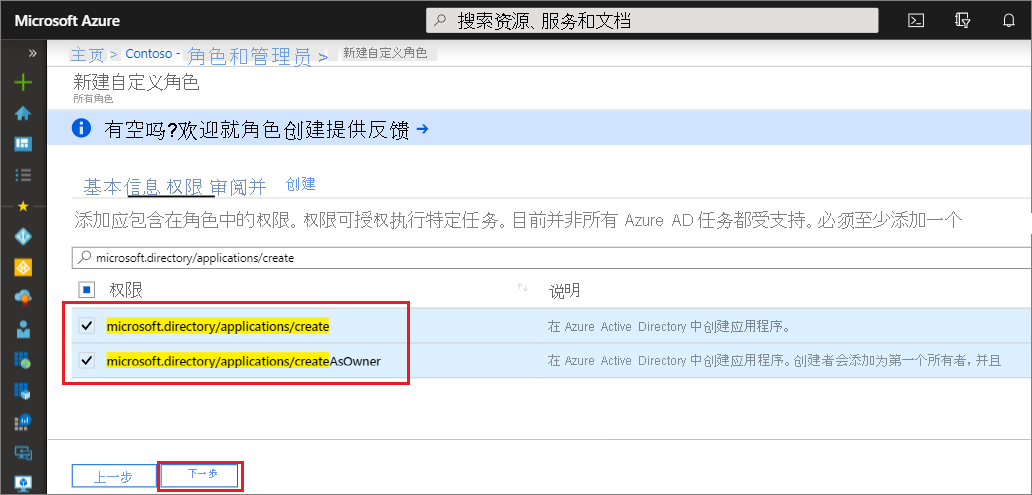 Microsoft Azure 搜索资源、服务和文档
» 主页 > Contoso - 角色和管理员 > 新建自定义角色
新建自定义角色
所有角色
有空吗?欢迎就角色创建提供反馈 →
基本信息 权限 审阅并 创建
添加应包含在角色中的权限。权限可授权执行特定任务。目前并非所有 Azure AD 任务都受支持。必须至少添加一个
microsoft.directory/applications/create
权限 ↑↓ 说明
microsoft.directory/applications/create 在 Azure Active Directory 中创建应用程序。
microsoft.directory/applications/createAsOwner 在 Azure Active Directory 中创建应用程序。创建者会添加为第一个所有者,并且
上一步 下一步